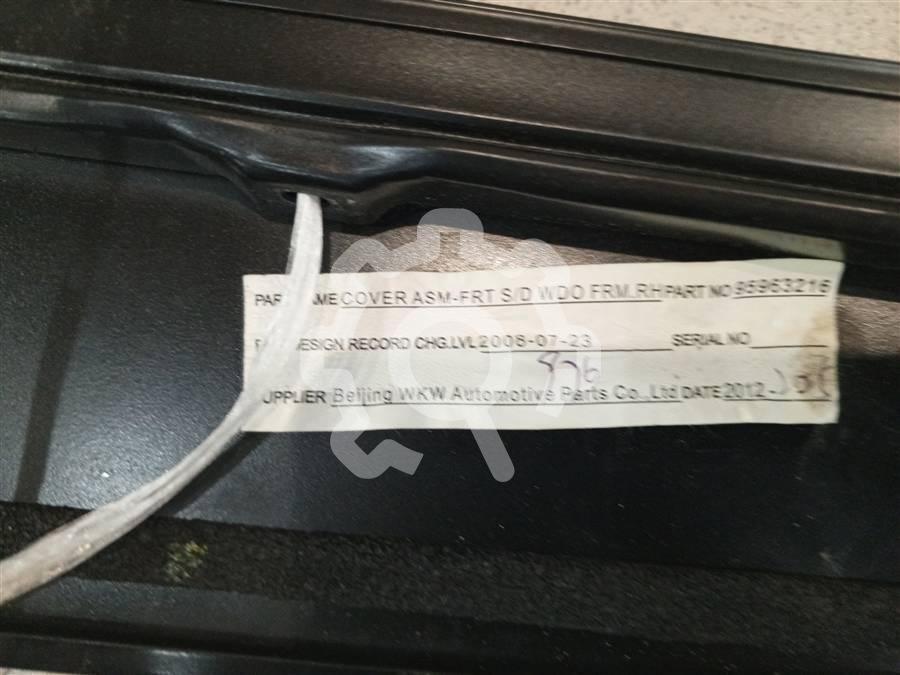 PART NAME COVER ASM-FRT S/D WDO FRM.RH PART NO 95963216
DESIGN RECORD CHG.LVL 2008-07-23 SERIAL NO
896
SUPPLIER Beijing WKW Automotive Parts Co., Ltd DATE 2012.